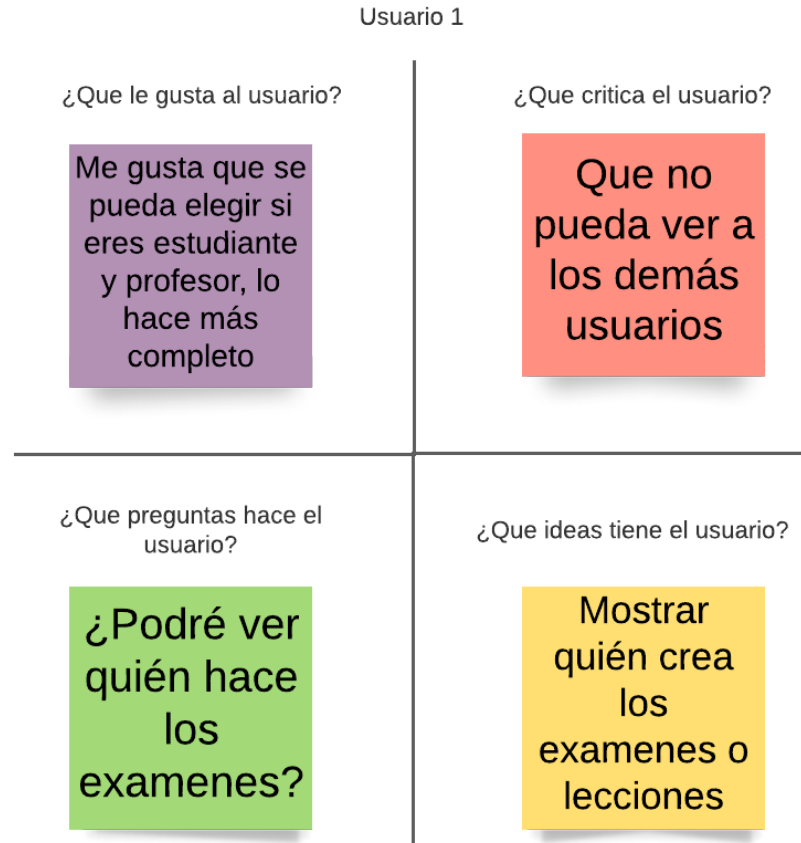 Usuario 1
¿Que le gusta al usuario?
Me gusta que se
pueda elegir si
eres estudiante
y profesor, lo
hace más
completo
¿Que critica el usuario?
Que no
pueda ver a
los demás
usuarios
¿Que preguntas hace el
usuario?
¿Podré ver
quién hace
los
examenes?
¿Que ideas tiene el usuario?
Mostrar
quién crea
los
examenes o
lecciones